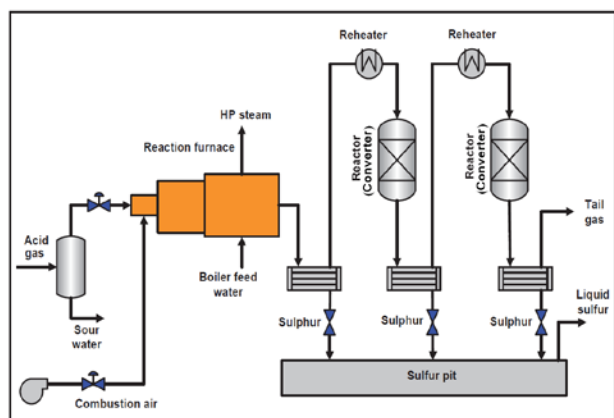 Reheater
Reheater
HP steam
Reaction furnace
Reactor
(Converter)
Reactor
(Converter)
Tail
gas
Acid
gas
Boiler feed
water
Liquid
sulfur
Sour
water
Sulphur
Sulphur
Sulphur
Sulfur pit
Combustion air